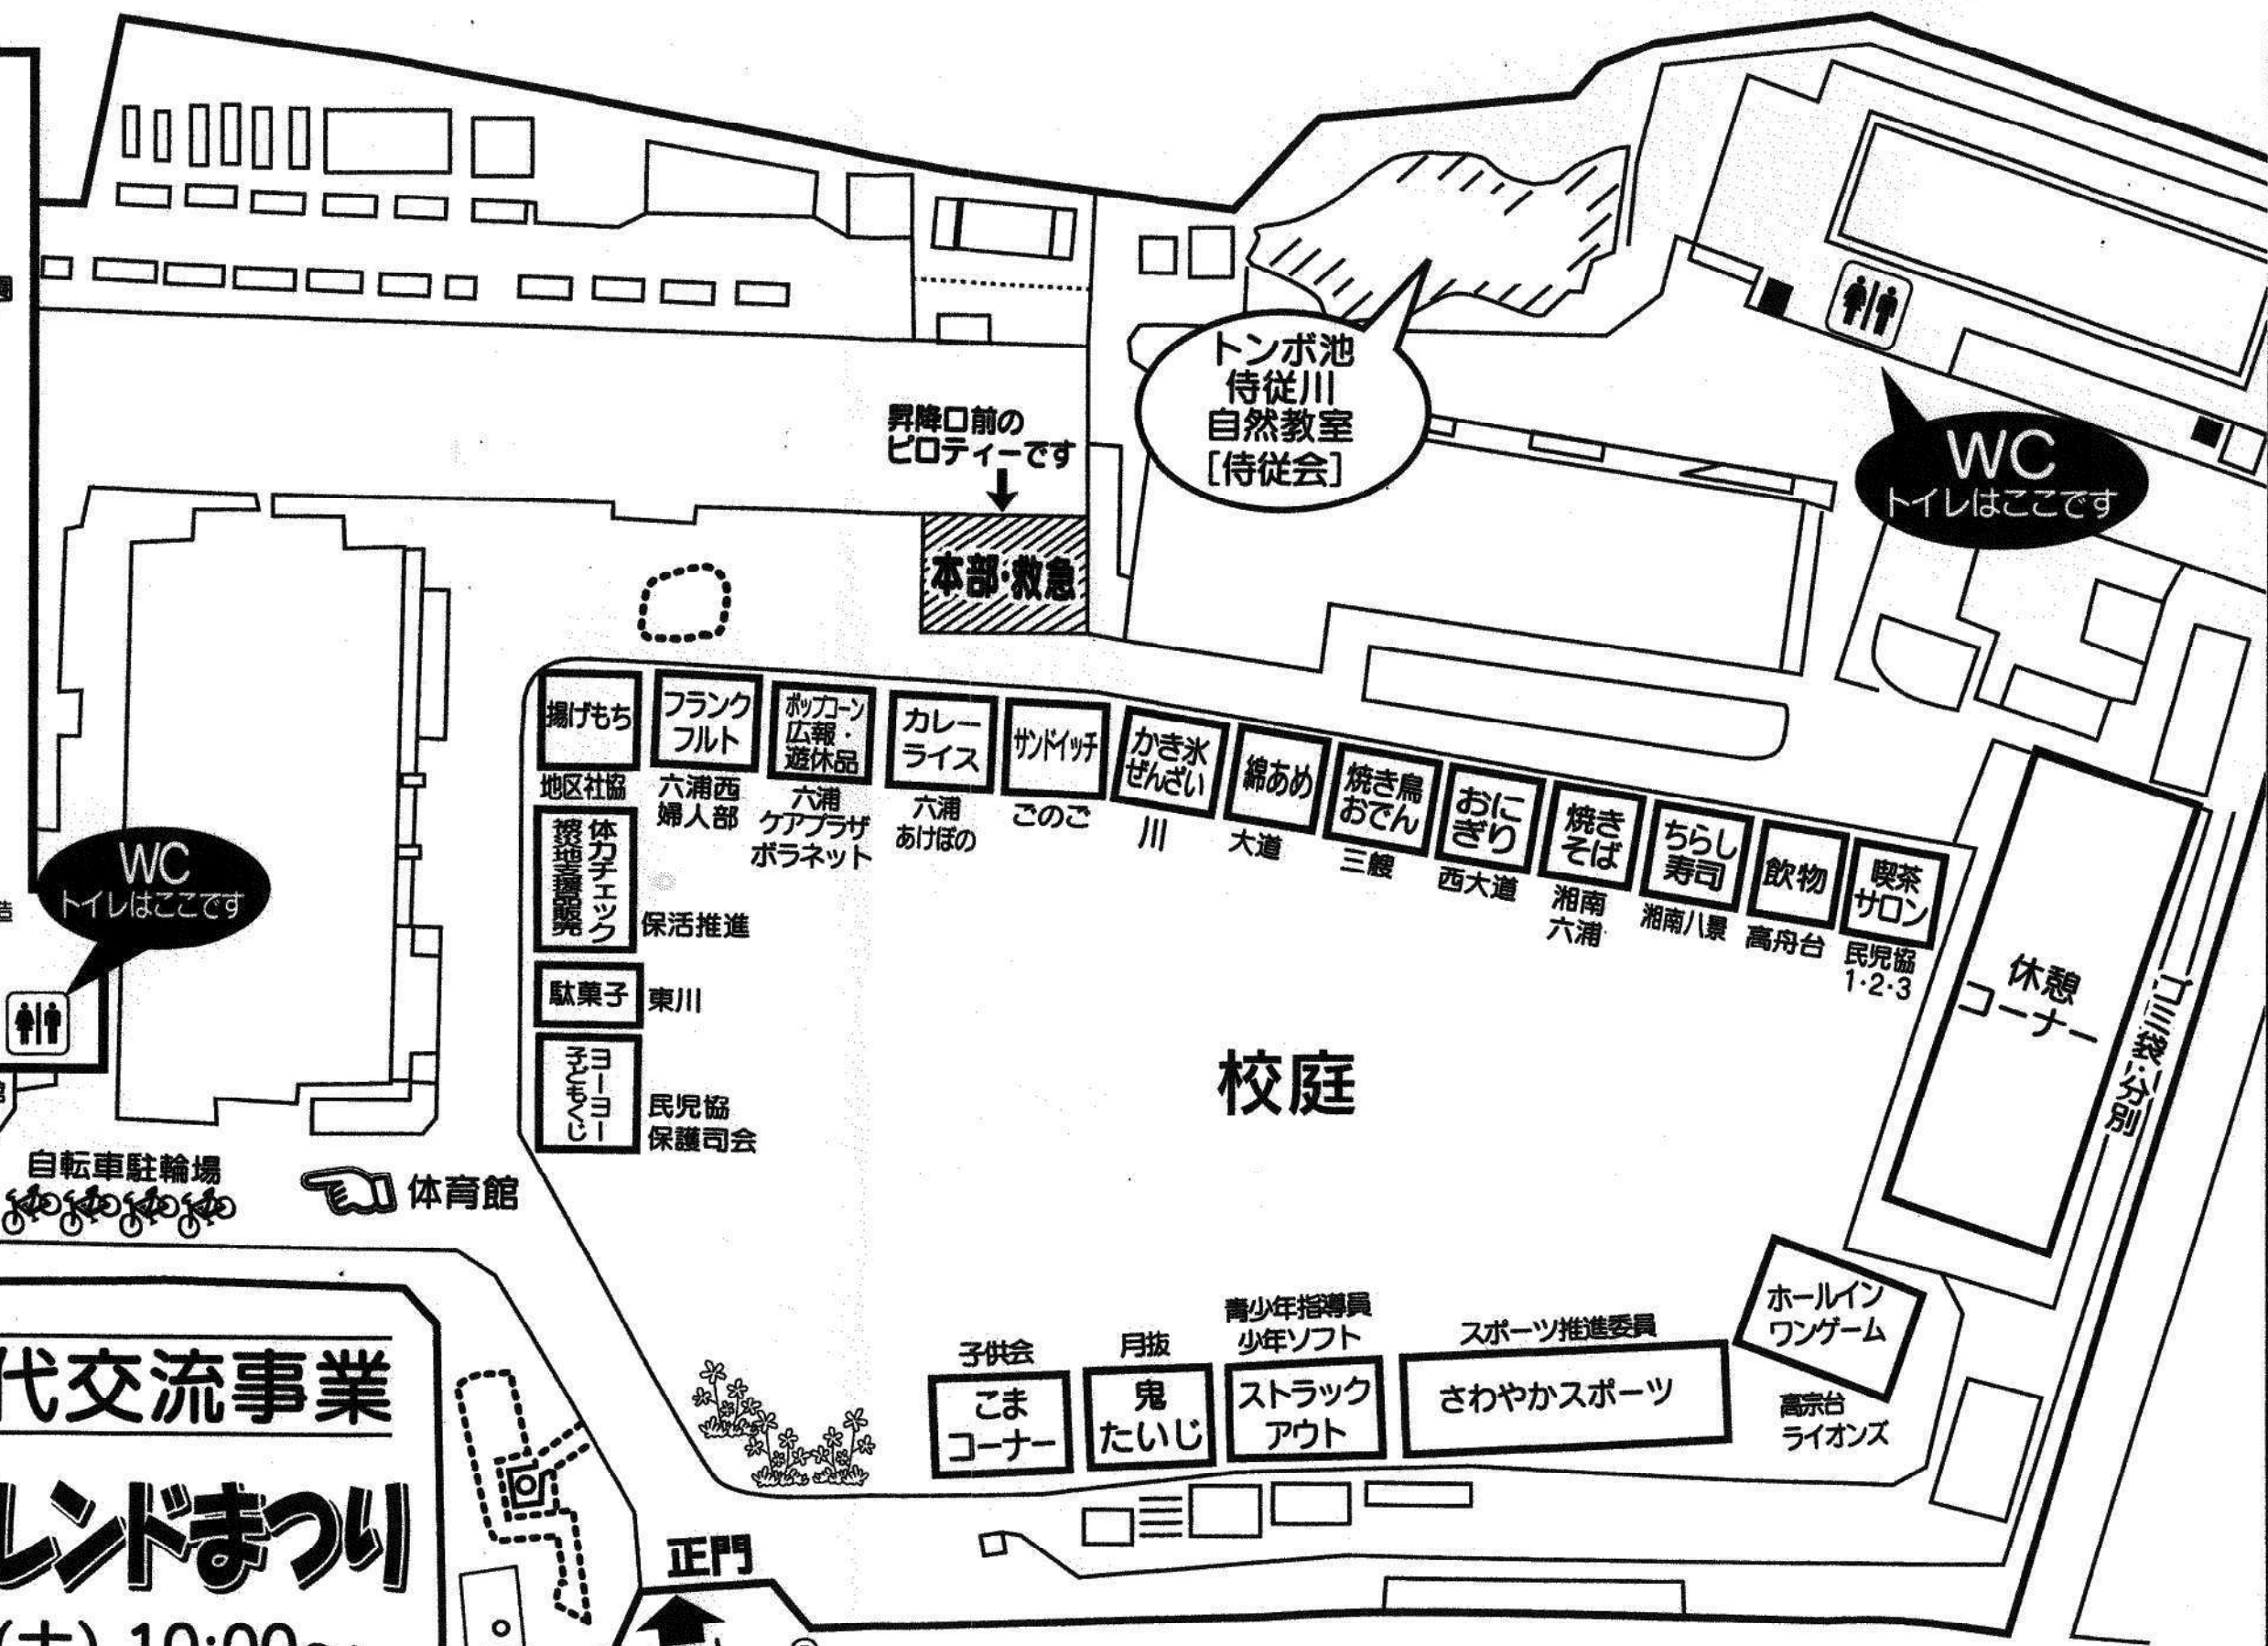 トンボ池
侍従川
自然教室
[侍従会]
昇降口前の
ピロティーです
WC
トイレはここです
本部・救急
揚げもち
地区社協
フランク
フルト
六浦西
婦人部
ポップコーン
広報・
遊休品
六浦
ケアプラザ
ボラネット
カレー
ライス
六浦
あけぼの
サンドイッチ
ごのご
かき氷
ぜんざい
川
綿あめ
大道
焼き鳥
おでん
三艘
おに
ぎり
西大道
焼き
そば
湘南
六浦
ちらし
寿司
湘南八景
飲物
高舟台
喫茶
サロン
民児協
1・2・3
体力チェック
被災地支援品販売
保活推進
駄菓子
東川
ヨーヨー
子どもくじ
民児協
保護司会
WC
トイレはここです
休憩
コーナー
ゴミ袋・分別
校庭
自転車駐輪場
体育館
ホールイン
ワンゲーム
高宗台
ライオンズ
スポーツ推進委員
さわやかスポーツ
青少年指導員
少年ソフト
ストラック
アウト
月抜
鬼
たいじ
子供会
こま
コーナー
代交流事業
レンドまつり
(土) 10:00~
正門